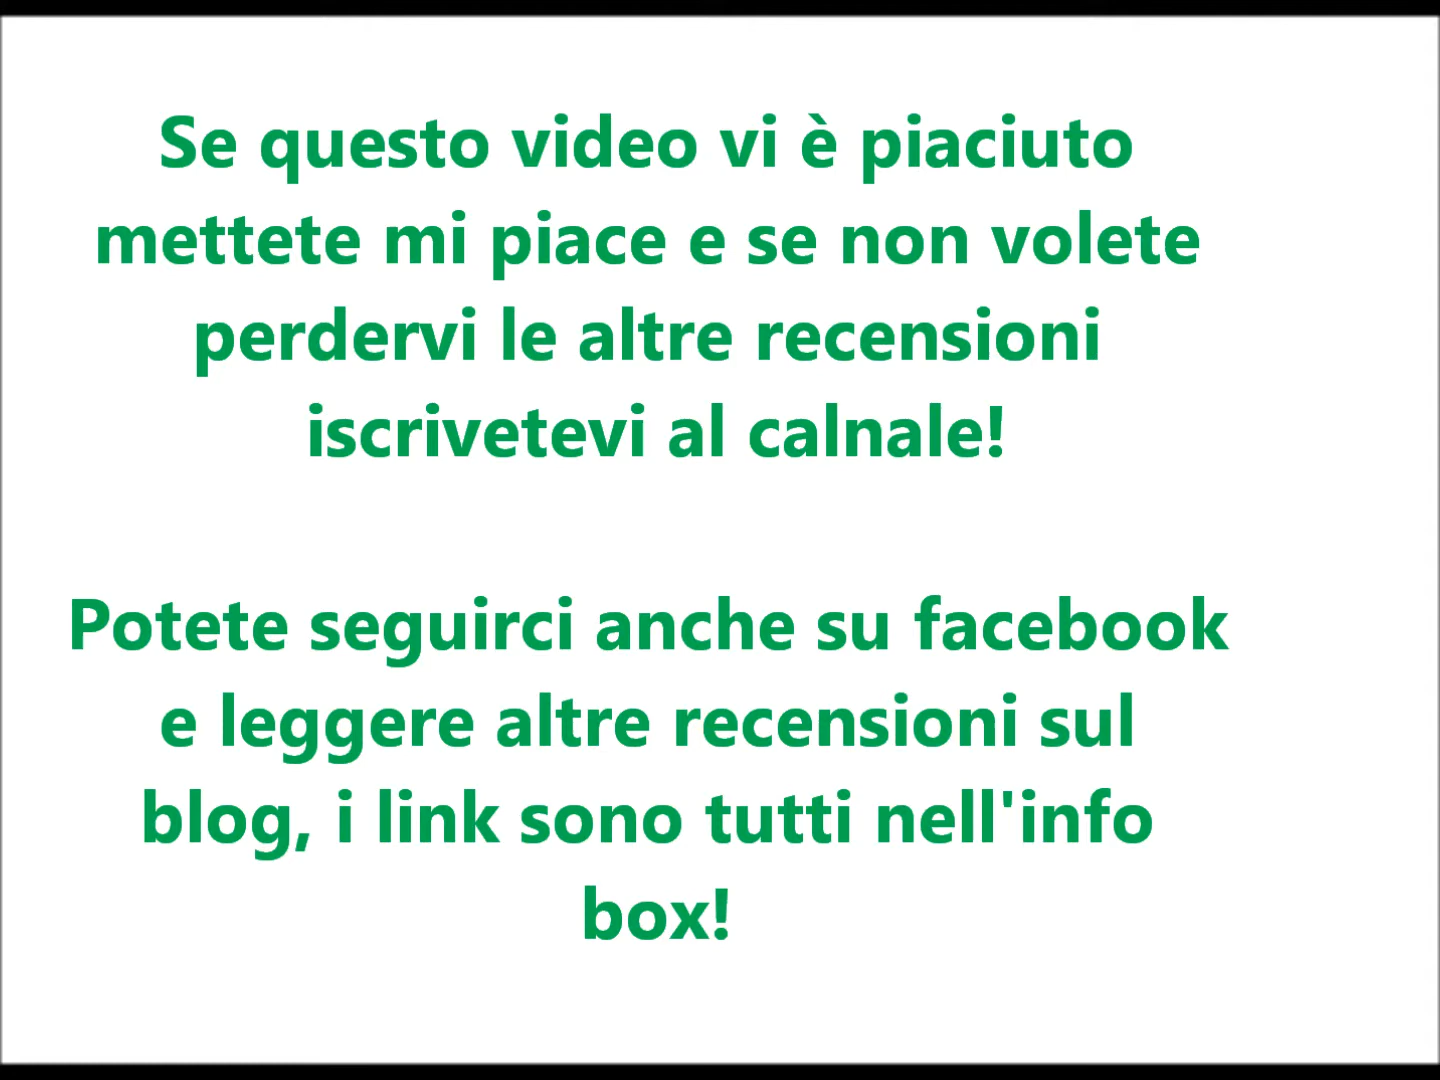 Se questo video vi è piaciuto
mettete mi piace e se non volete
perdervi le altre recensioni
iscrivetevi al calnale!
Potete seguirci anche su facebook
e leggere altre recensioni sul
blog, i link sono tutti nell'info
box!